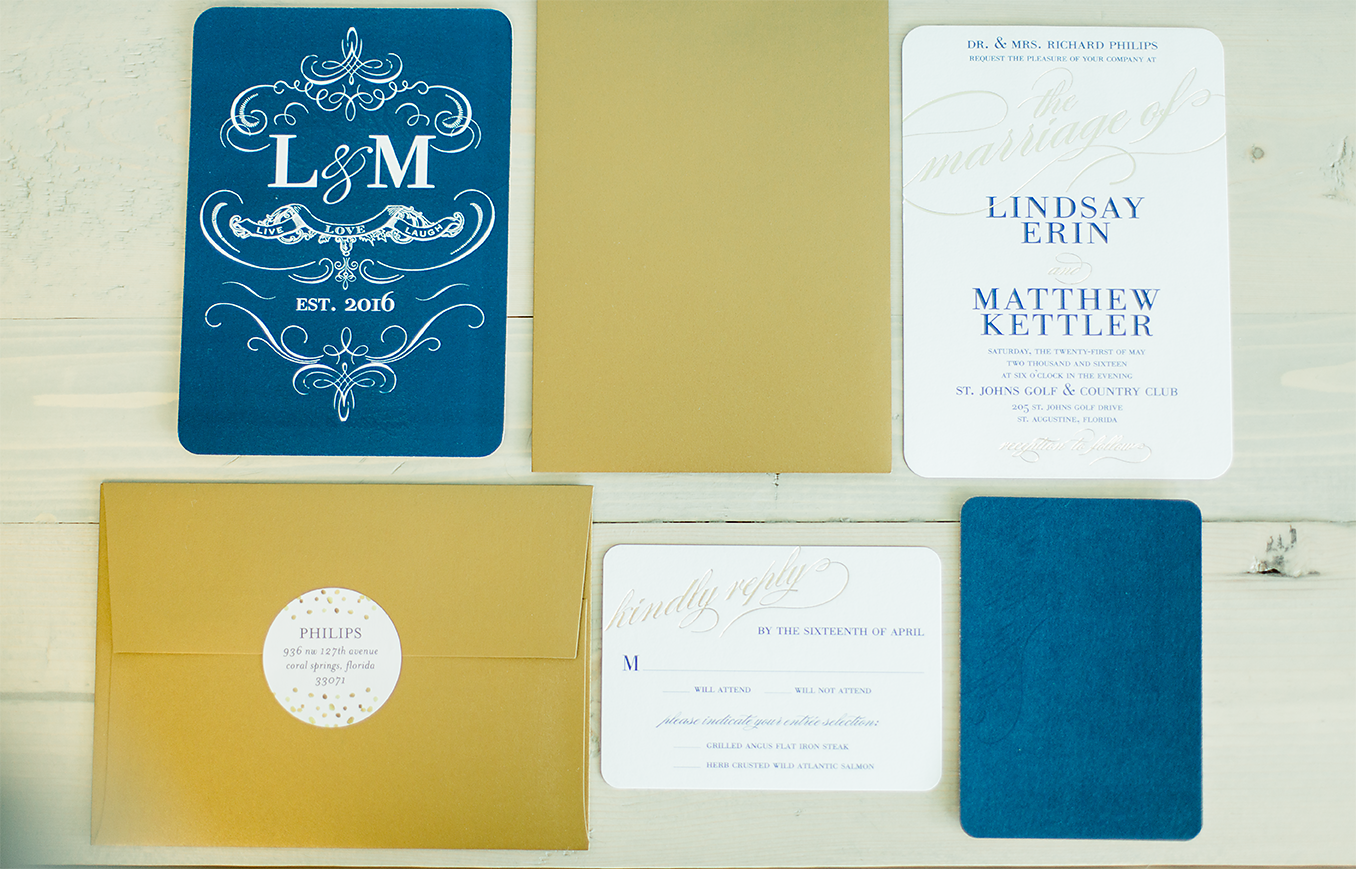 L & M
LIVE LOVE LAUGH
EST. 2016
DR. & MRS. RICHARD PHILIPS
REQUEST THE PLEASURE OF YOUR COMPANY AT
the
marriage of
LINDSAY
ERIN
and
MATTHEW
KETTLER
SATURDAY, THE TWENTY-FIRST OF MAY
TWO THOUSAND AND SIXTEEN
AT SIX O'CLOCK IN THE EVENING
ST. JOHNS GOLF & COUNTRY CLUB
205 ST. JOHNS GOLF DRIVE
ST. AUGUSTINE, FLORIDA
reception to follow
PHILIPS
936 nw 127th avenue
coral springs, florida
33071
kindly reply
BY THE SIXTEENTH OF APRIL
M
WILL ATTEND WILL NOT ATTEND
please indicate your entrée selection:
GRILLED ANGUS FLAT IRON STEAK
HERB CRUSTED WILD ATLANTIC SALMON